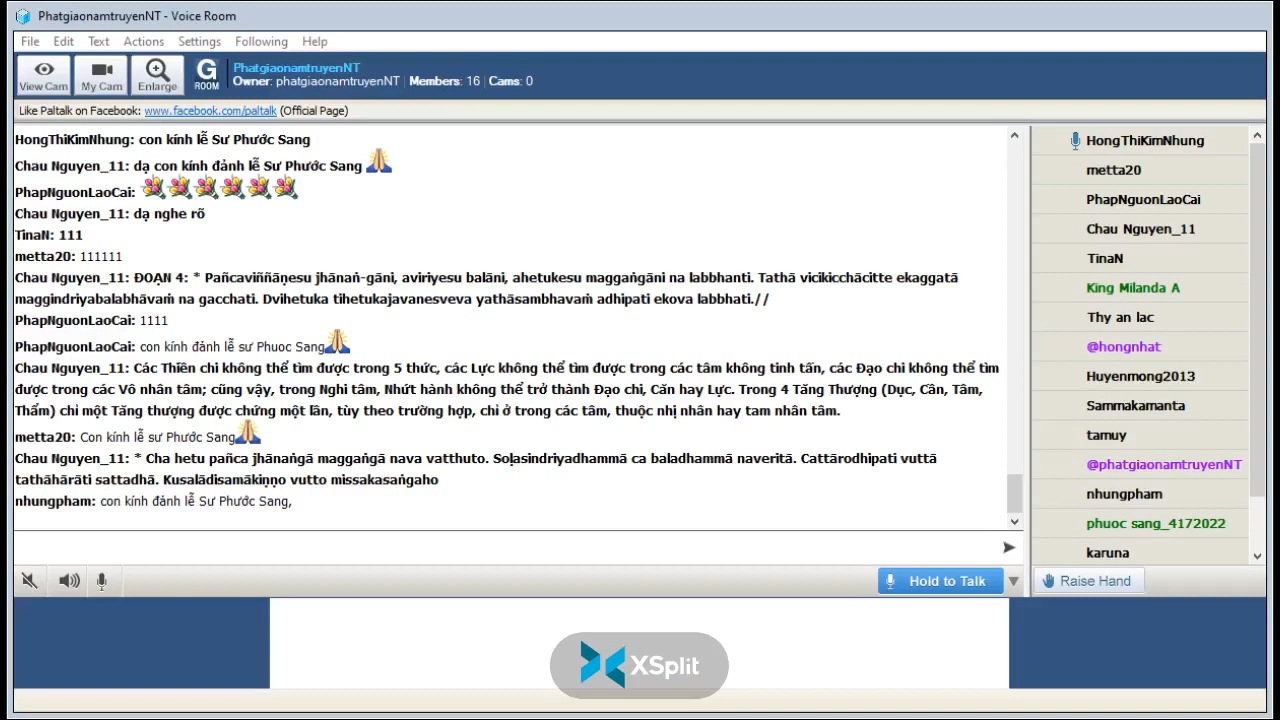 PhatgiaonamtruyenNT - Voice Room
File Edit Text Actions Settings Following Help
View Cam My Cam Enlarge G ROOM
PhatgiaonamtruyenNT
Owner: phatgiaonamtruyenNT | Members: 16 | Cams: 0
Like Paltalk on Facebook: www.facebook.com/paltalk (Official Page)
HongThiKimNhung: con kính lễ Sư Phước Sang
Chau Nguyen_11: dạ con kính đảnh lễ Sư Phước Sang
PhapNguonLaoCai:
Chau Nguyen_11: dạ nghe rõ
TinaN: 111
metta20: 111111
Chau Nguyen_11: ĐOẠN 4: * Pañcaviññāṇesu jhānaṅ-gāni, aviriyesu balāni, ahetukesu maggaṅgāni na labbhanti. Tathā vicikicchācitte ekaggatā
maggindriyabalabhāvaṁ na gacchati. Dvihetuka tihetukajavanesveva yathāsambhavaṁ adhipati ekova labbhati.//
PhapNguonLaoCai: 1111
PhapNguonLaoCai: con kính đảnh lễ sư Phuoc Sang
Chau Nguyen_11: Các Thiền chi không thể tìm được trong 5 thức, các Lực không thể tìm được trong các tâm không tinh tấn, các Đạo chi không thể tìm
được trong các Vô nhân tâm; cũng vậy, trong Nghi tâm, Nhứt hành không thể trở thành Đạo chi, Căn hay Lực. Trong 4 Tăng Thượng (Dục, Cần, Tâm,
Thẩm) chỉ một Tăng thượng được chứng một lần, tùy theo trường hợp, chỉ ở trong các tâm, thuộc nhị nhân hay tam nhân tâm.
metta20: Con kính lễ sư Phước Sang
Chau Nguyen_11: * Cha hetu pañca jhānaṅgā maggaṅgā nava vatthuto. Soḷasindriyadhammā ca baladhammā naveritā. Cattārodhipati vuttā
tathāhārāti sattadhā. Kusalādisamākiṇṇo vutto missakasaṅgaho
nhungpham: con kính đảnh lễ Sư Phước Sang,
Hold to Talk
HongThiKimNhung
metta20
PhapNguonLaoCai
Chau Nguyen_11
TinaN
King Milanda A
Thy an lac
@hongnhat
Huyenmong2013
Sammakamanta
tamuy
@phatgiaonamtruyenNT
nhungpham
phuoc sang_4172022
karuna
Raise Hand
XSplit